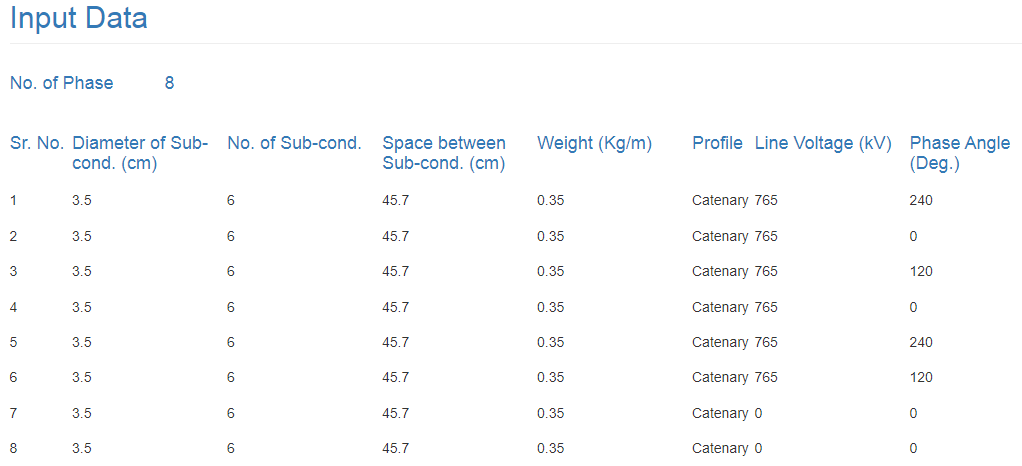 Input Data
No. of Phase 8
Sr. No. Diameter of Sub- No. of Sub-cond. Space between Weight (Kg/m) Profile Line Voltage (kV) Phase Angle
cond. (cm) Sub-cond. (cm) (Deg.)
1 3.5 6 45.7 0.35 Catenary 765 240
2 3.5 6 45.7 0.35 Catenary 765 0
3 3.5 6 45.7 0.35 Catenary 765 120
4 3.5 6 45.7 0.35 Catenary 765 0
5 3.5 6 45.7 0.35 Catenary 765 240
6 3.5 6 45.7 0.35 Catenary 765 120
7 3.5 6 45.7 0.35 Catenary 0 0
8 3.5 6 45.7 0.35 Catenary 0 0